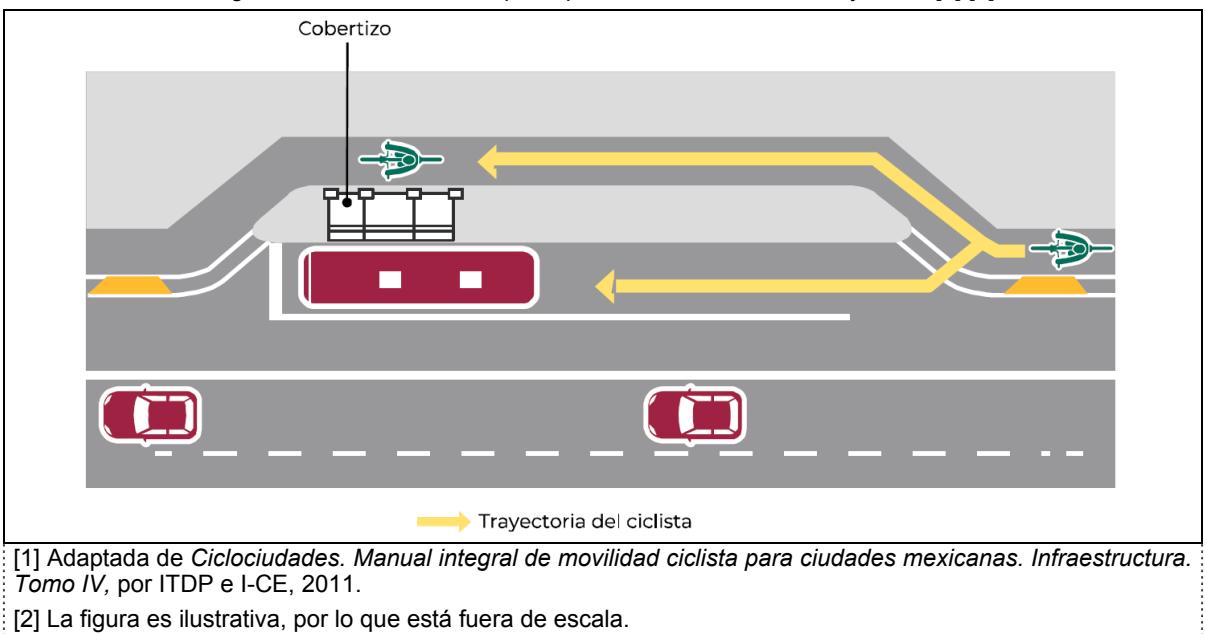 Cobertizo
Trayectoria del ciclista
[1] Adaptada de Ciclociudades. Manual integral de movilidad ciclista para ciudades mexicanas. Infraestructura.
Tomo IV, por ITDP e I-CE, 2011.
[2] La figura es ilustrativa, por lo que está fuera de escala.